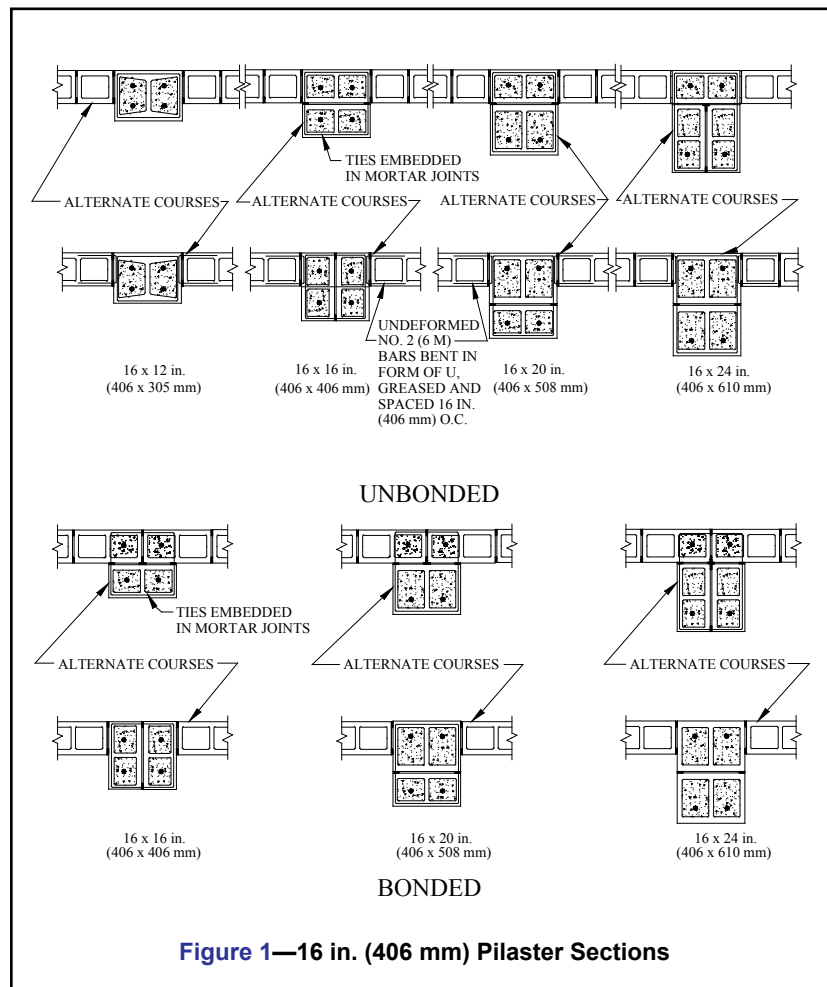 TIES EMBEDDED
IN MORTAR JOINTS
ALTERNATE COURSES
ALTERNATE COURSES
ALTERNATE COURSES
ALTERNATE COURSES
UNDEFORMED
NO. 2 (6 M)
BARS BENT IN
FORM OF U,
GREASED AND
SPACED 16 IN.
(406 mm) O.C.
16 x 12 in.
(406 x 305 mm)
16 x 16 in.
(406 x 406 mm)
16 x 20 in.
(406 x 508 mm)
16 x 24 in.
(406 x 610 mm)
UNBONDED
TIES EMBEDDED
IN MORTAR JOINTS
ALTERNATE COURSES
ALTERNATE COURSES
ALTERNATE COURSES
16 x 16 in.
(406 x 406 mm)
16 x 20 in.
(406 x 508 mm)
16 x 24 in.
(406 x 610 mm)
BONDED
Figure 1—16 in. (406 mm) Pilaster Sections